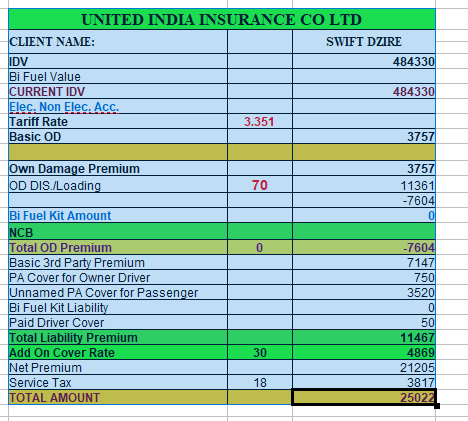 UNITED INDIA INSURANCE CO LTD
CLIENT NAME: SWIFT DZIRE
IDV 484330
Bi Fuel Value
CURRENT IDV 484330
Elec, Non Elec. Acc.
Tariff Rate 3.351
Basic OD 3757
Own Damage Premium 3757
OD DIS./Loading 70 11361
-7604
Bi Fuel Kit Amount 0
NCB
Total OD Premium 0 -7604
Basic 3rd Party Premium 7147
PA Cover for Owner Driver 750
Unnamed PA Cover for Passenger 3520
Bi Fuel Kit Liability 0
Paid Driver Cover 50
Total Liability Premium 11467
Add On Cover Rate 30 4869
Net Premium 21205
Service Tax 18 3817
TOTAL AMOUNT 25022